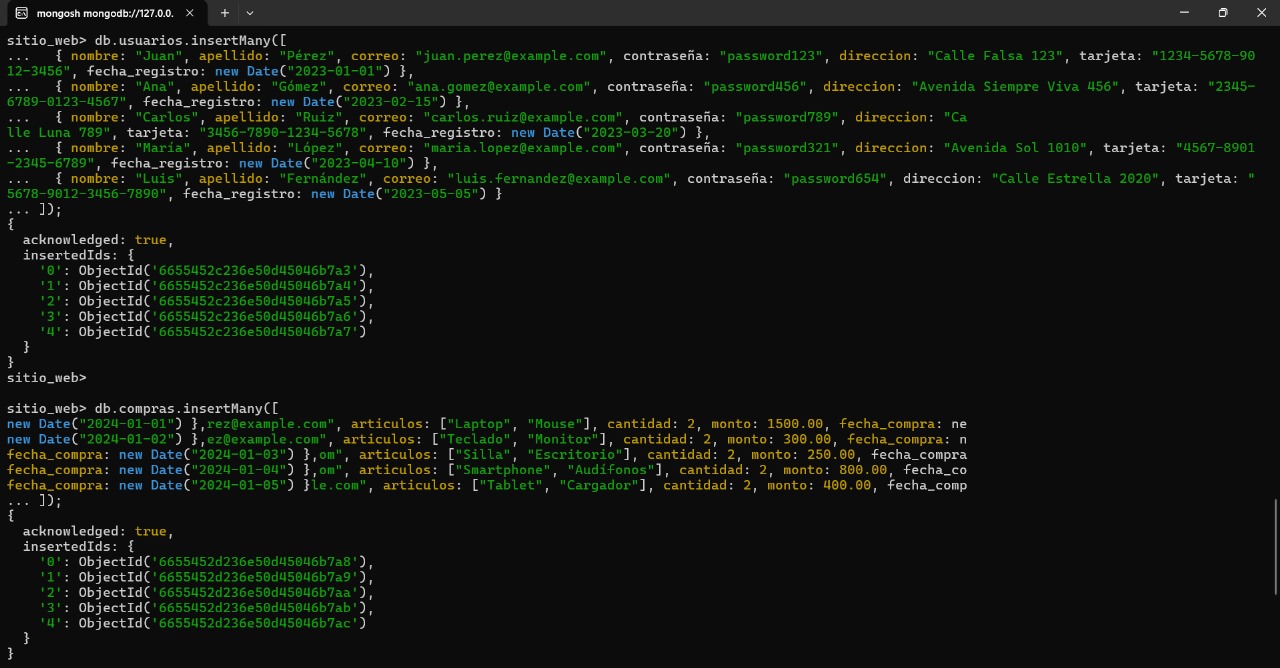 mongosh mongodb://127.0.0.
sitio_web> db.usuarios.insertMany([
...    { nombre: "Juan", apellido: "Pérez", correo: "juan.perez@example.com", contraseña: "password123", direccion: "Calle Falsa 123", tarjeta: "1234-5678-90
12-3456", fecha_registro: new Date("2023-01-01") },
...    { nombre: "Ana", apellido: "Gómez", correo: "ana.gomez@example.com", contraseña: "password456", direccion: "Avenida Siempre Viva 456", tarjeta: "2345-
6789-0123-4567", fecha_registro: new Date("2023-02-15") },
...    { nombre: "Carlos", apellido: "Ruiz", correo: "carlos.ruiz@example.com", contraseña: "password789", direccion: "Ca
lle Luna 789", tarjeta: "3456-7890-1234-5678", fecha_registro: new Date("2023-03-20") },
...    { nombre: "María", apellido: "López", correo: "maria.lopez@example.com", contraseña: "password321", direccion: "Avenida Sol 1010", tarjeta: "4567-8901
-2345-6789", fecha_registro: new Date("2023-04-10") },
...    { nombre: "Luis", apellido: "Fernández", correo: "luis.fernandez@example.com", contraseña: "password654", direccion: "Calle Estrella 2020", tarjeta: "
5678-9012-3456-7890", fecha_registro: new Date("2023-05-05") }
... ]);
{
  acknowledged: true,
  insertedIds: {
    '0': ObjectId('6655452c236e50d45046b7a3'),
    '1': ObjectId('6655452c236e50d45046b7a4'),
    '2': ObjectId('6655452c236e50d45046b7a5'),
    '3': ObjectId('6655452c236e50d45046b7a6'),
    '4': ObjectId('6655452c236e50d45046b7a7')
  }
}
sitio_web>
sitio_web> db.compras.insertMany([
new Date("2024-01-01") },rez@example.com", articulos: ["Laptop", "Mouse"], cantidad: 2, monto: 1500.00, fecha_compra: ne
new Date("2024-01-02") },ez@example.com", articulos: ["Teclado", "Monitor"], cantidad: 2, monto: 300.00, fecha_compra: n
fecha_compra: new Date("2024-01-03") },om", articulos: ["Silla", "Escritorio"], cantidad: 2, monto: 250.00, fecha_compra
fecha_compra: new Date("2024-01-04") },om", articulos: ["Smartphone", "Audífonos"], cantidad: 2, monto: 800.00, fecha_co
fecha_compra: new Date("2024-01-05") }le.com", articulos: ["Tablet", "Cargador"], cantidad: 2, monto: 400.00, fecha_comp
... ]);
{
  acknowledged: true,
  insertedIds: {
    '0': ObjectId('6655452d236e50d45046b7a8'),
    '1': ObjectId('6655452d236e50d45046b7a9'),
    '2': ObjectId('6655452d236e50d45046b7aa'),
    '3': ObjectId('6655452d236e50d45046b7ab'),
    '4': ObjectId('6655452d236e50d45046b7ac')
  }
}